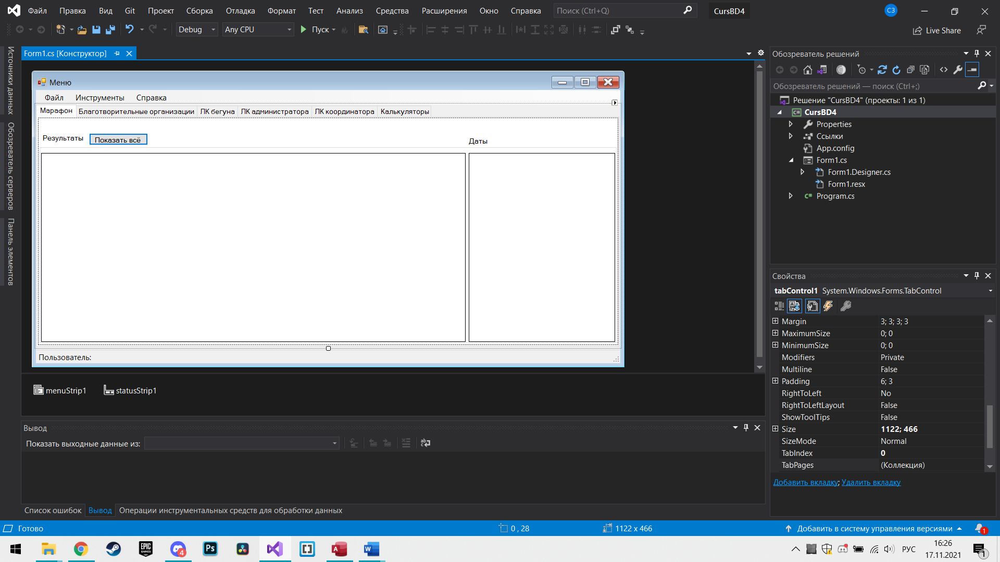 Файл Правка Вид Git Проект Сборка Отладка Формат Тест Анализ Средства Расширения Окно Справка Поиск (Ctrl+Q) CursBD4 СЗ
Debug Any CPU Пуск Live Share
Источники данных
Обозреватель серверов
Панель элементов
Form1.cs [Конструктор]
Меню
Файл Инструменты Справка
Марафон Благотворительные организации ЛК бегуна ЛК администратора ЛК координатора Калькуляторы
Результаты Показать всё Даты
Пользователь:
menuStrip1 statusStrip1
Вывод
Показать выходные данные из:
Список ошибок Вывод Операции инструментальных средств для обработки данных
Обозреватель решений
Обозреватель решений — поиск (Ctrl+;)
Решение "CursBD4" (проекты: 1 из 1)
CursBD4
Properties
Ссылки
App.config
Form1.cs
Form1.Designer.cs
Form1.resx
Program.cs
Свойства
tabControl1 System.Windows.Forms.TabControl
Margin 3; 3; 3; 3
MaximumSize 0; 0
MinimumSize 0; 0
Modifiers Private
Multiline False
Padding 6; 3
RightToLeft No
RightToLeftLayout False
ShowToolTips False
Size 1122; 466
SizeMode Normal
TabIndex 0
TabPages (Коллекция)
Добавить вкладку; Удалить вкладку
Готово 0 , 28 1122 x 466 Добавить в систему управления версиями 1
EPIC GAMES 4 Ps A W РУС 16:26
17.11.2021 1